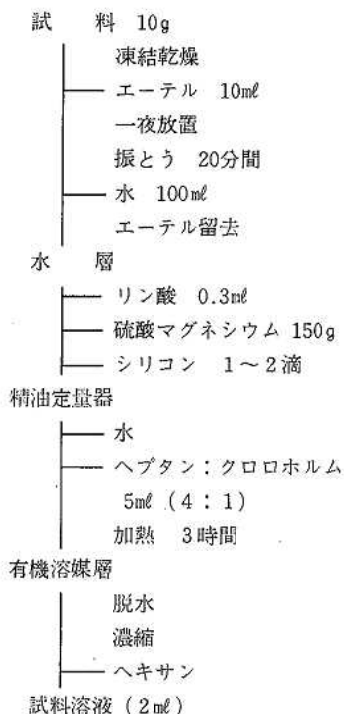 試　料　10g
凍結乾燥
エーテル　10㎖
一夜放置
振とう　20分間
水　100㎖
エーテル留去
水　　層
リン酸　0.3㎖
硫酸マグネシウム 150g
シリコン　1～2滴
精油定量器
水
ヘプタン：クロロホルム
5㎖（4：1）
加熱　3時間
有機溶媒層
脱水
濃縮
ヘキサン
試料溶液（2㎖）